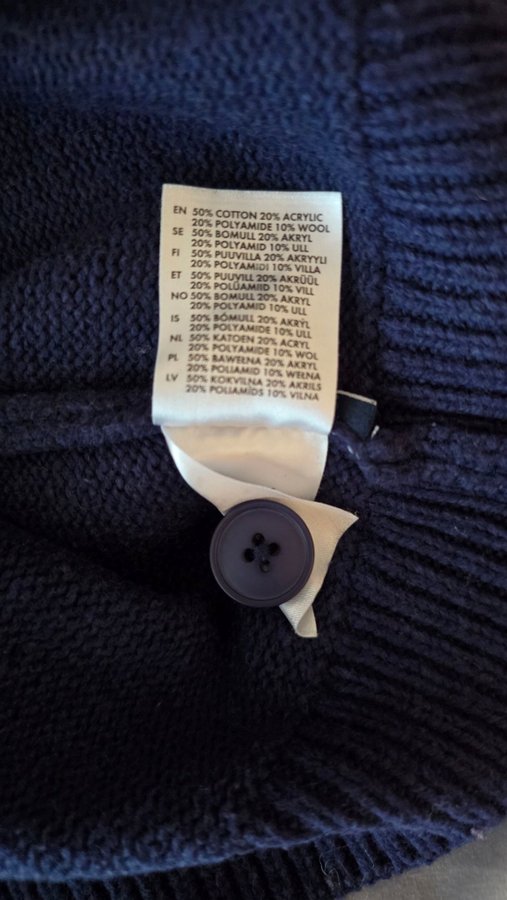 EN 50% COTTON 20% ACRYLIC
20% POLYAMIDE 10% WOOL
SE 50% BOMULL 20% AKRYL
20% POLYAMID 10% ULL
FI 50% PUUVILLA 20% AKRYYLI
20% POLYAMIDI 10% VILLA
ET 50% PUUVILL 20% AKRÜÜL
20% POLÜAMIID 10% VILL
NO 50% BOMULL 20% AKRYL
20% POLYAMID 10% ULL
IS 50% BÓMULL 20% AKRÝL
20% POLYAMIDE 10% ULL
NL 50% KATOEN 20% ACRYL
20% POLYAMIDE 10% WOL
PL 50% BAWEŁNA 20% AKRYL
20% POLIAMID 10% WEŁNA
LV 50% KOKVILNA 20% AKRILS
20% POLIAMĪDS 10% VILNA